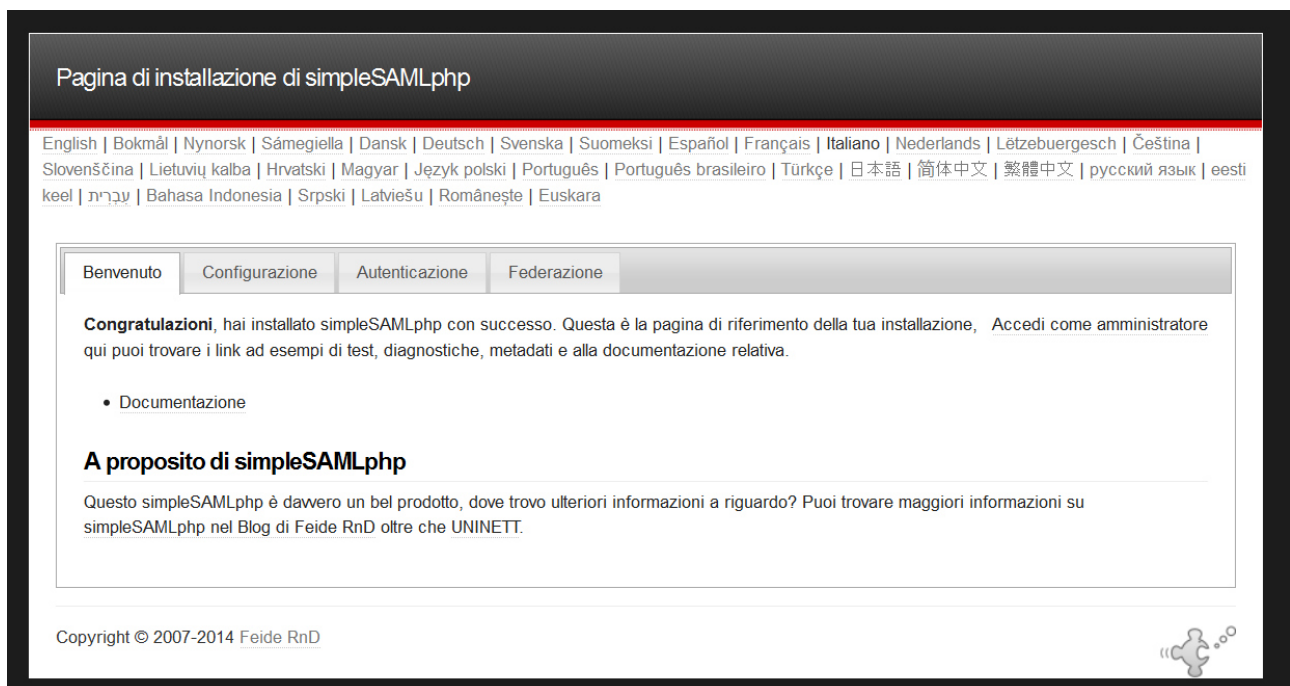 Pagina di installazione di simpleSAMLphp
English | Bokmål | Nynorsk | Sámegiella | Dansk | Deutsch | Svenska | Suomeksi | Español | Français | Italiano | Nederlands | Lëtzebuergesch | Čeština |
Slovenščina | Lietuvių kalba | Hrvatski | Magyar | Język polski | Português | Português brasileiro | Türkçe | 日本語 | 简体中文 | 繁體中文 | русский язык | eesti
keel | עִבְרִית | Bahasa Indonesia | Srpski | Latviešu | Românește | Euskara
Benvenuto Configurazione Autenticazione Federazione
Congratulazioni, hai installato simpleSAMLphp con successo. Questa è la pagina di riferimento della tua installazione, Accedi come amministratore
qui puoi trovare i link ad esempi di test, diagnostiche, metadati e alla documentazione relativa.
• Documentazione
A proposito di simpleSAMLphp
Questo simpleSAMLphp è davvero un bel prodotto, dove trovo ulteriori informazioni a riguardo? Puoi trovare maggiori informazioni su
simpleSAMLphp nel Blog di Feide RnD oltre che UNINETT.
Copyright © 2007-2014 Feide RnD